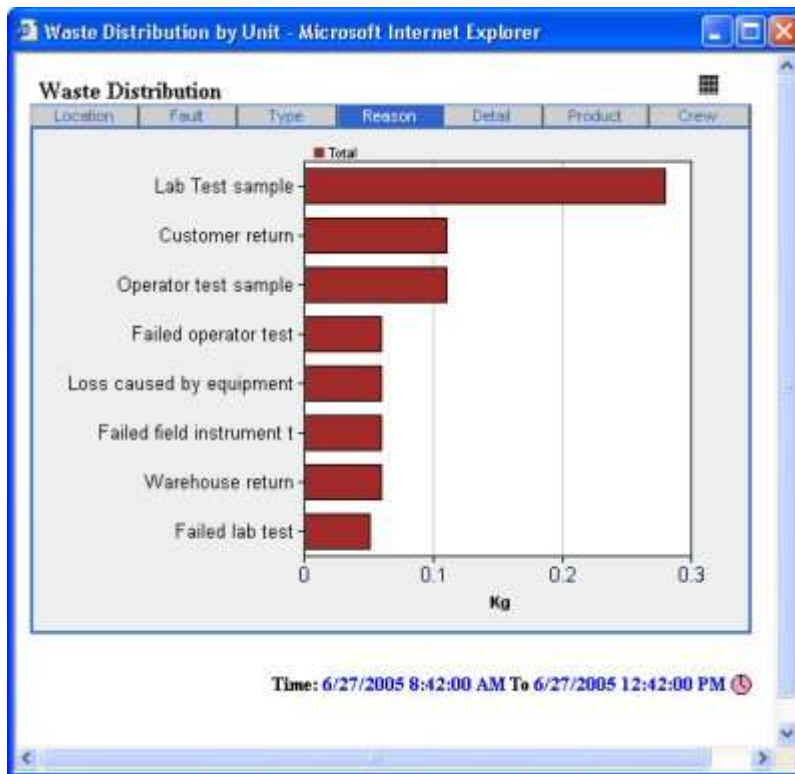 Waste Distribution by Unit - Microsoft Internet Explorer
Waste Distribution
Location Fault Type Reason Detail Product Crew
Total
Lab Test sample
Customer return
Operator test sample
Failed operator test
Loss caused by equipment
Failed field instrument t
Warehouse return
Failed lab test
0 0.1 0.2 0.3
Kg
Time: 6/27/2005 8:42:00 AM To 6/27/2005 12:42:00 PM